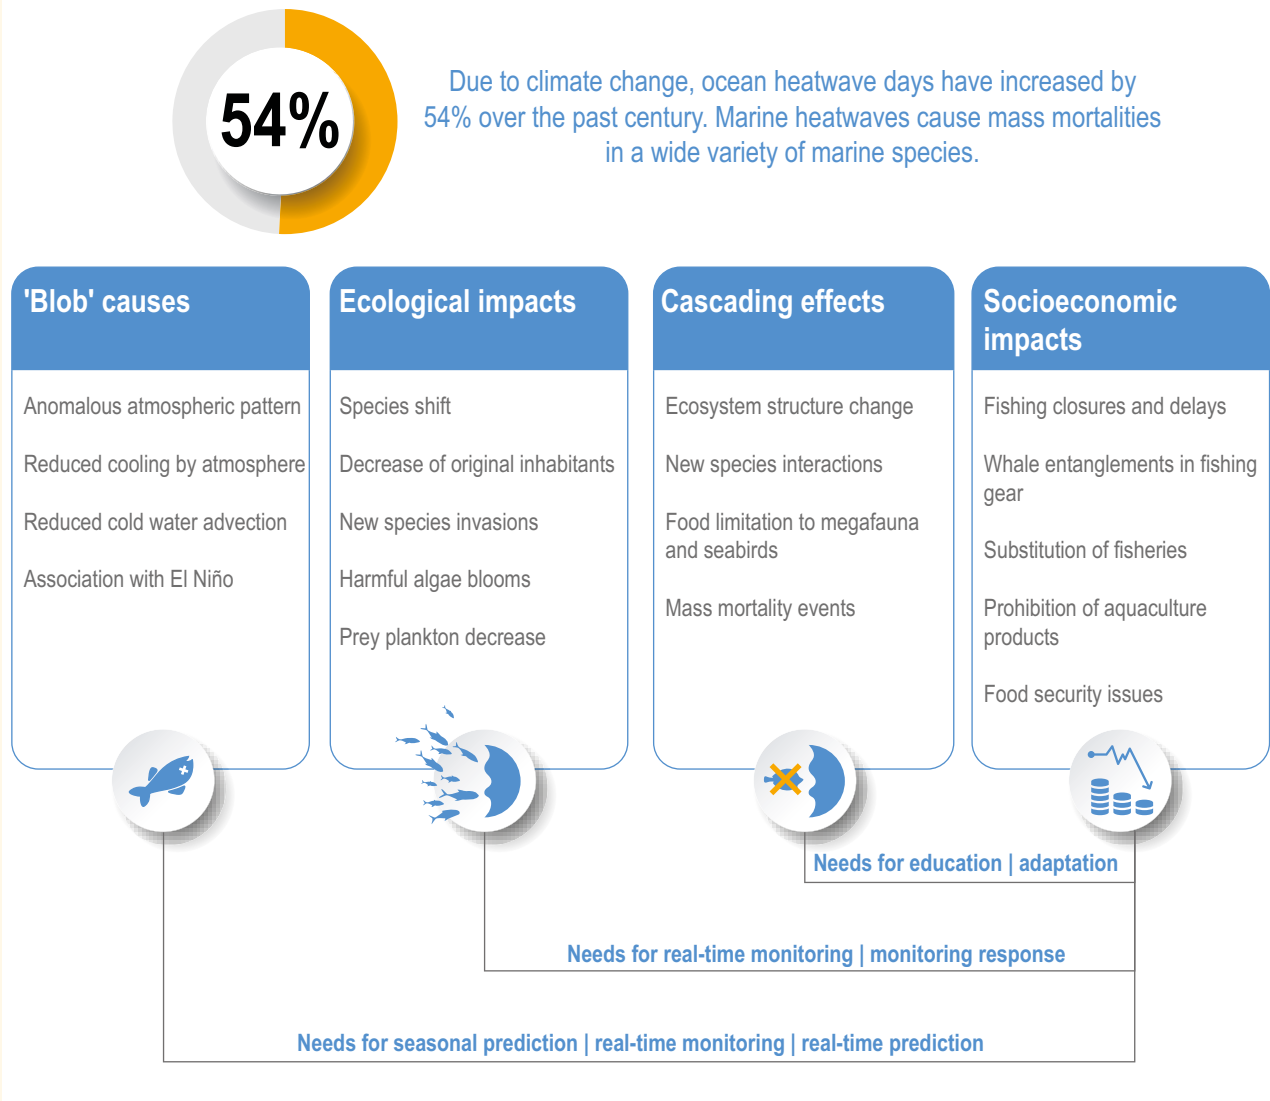 54%
Due to climate change, ocean heatwave days have increased by
54% over the past century. Marine heatwaves cause mass mortalities
in a wide variety of marine species.
'Blob' causes
Anomalous atmospheric pattern
Reduced cooling by atmosphere
Reduced cold water advection
Association with El Niño
Ecological impacts
Species shift
Decrease of original inhabitants
New species invasions
Harmful algae blooms
Prey plankton decrease
Cascading effects
Ecosystem structure change
New species interactions
Food limitation to megafauna
and seabirds
Mass mortality events
Socioeconomic
impacts
Fishing closures and delays
Whale entanglements in fishing
gear
Substitution of fisheries
Prohibition of aquaculture
products
Food security issues
Needs for education | adaptation
Needs for real-time monitoring | monitoring response
Needs for seasonal prediction | real-time monitoring | real-time prediction